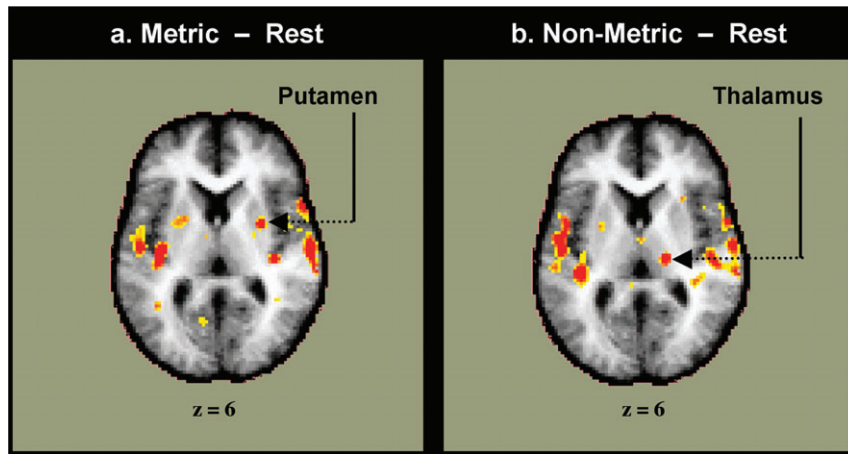 a. Metric – Rest
b. Non-Metric – Rest
Putamen
Thalamus
z = 6
z = 6